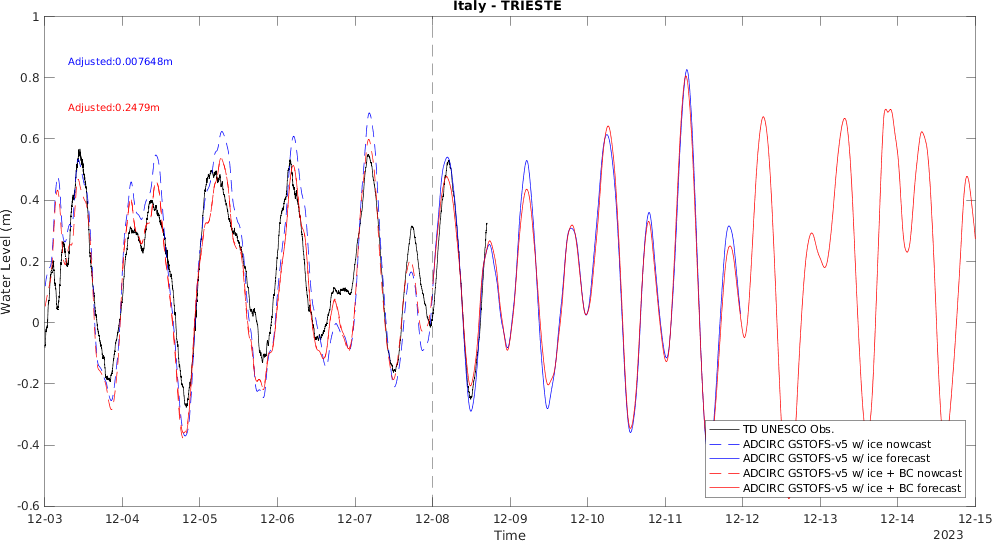 Italy - TRIESTE
1
0.8
0.6
0.4
0.2
0
-0.2
-0.4
-0.6
Water Level (m)
Adjusted:0.007648m
Adjusted:0.2479m
TD UNESCO Obs.
ADCIRC GSTOFS-v5 w/ ice nowcast
ADCIRC GSTOFS-v5 w/ ice forecast
ADCIRC GSTOFS-v5 w/ ice + BC nowcast
ADCIRC GSTOFS-v5 w/ ice + BC forecast
12-03 12-04 12-05 12-06 12-07 12-08 12-09 12-10 12-11 12-12 12-13 12-14 12-15
Time
2023